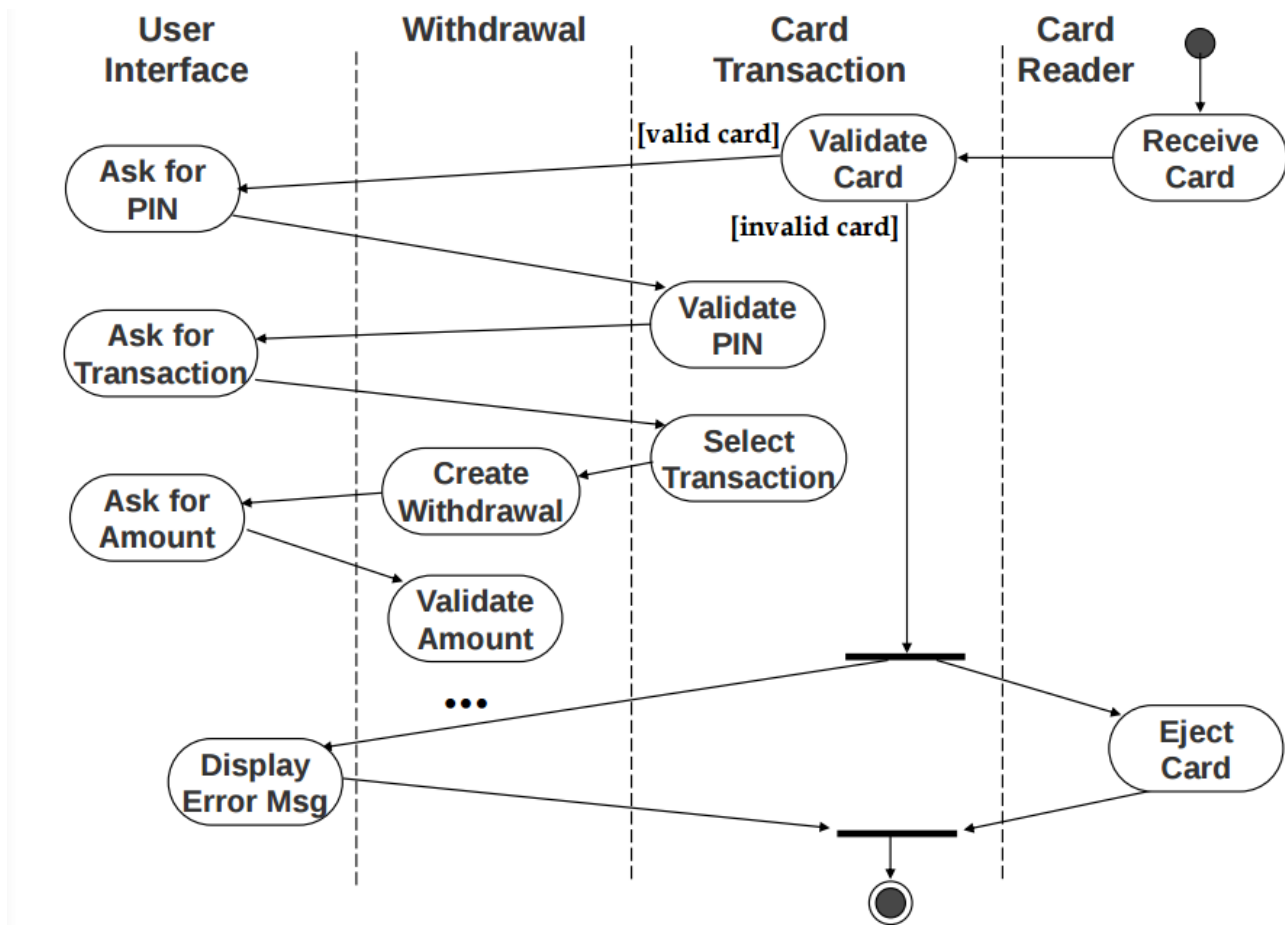 User
Interface
Withdrawal
Card
Transaction
Card
Reader
[valid card]
Validate
Card
Receive
Card
Ask for
PIN
[invalid card]
Validate
PIN
Ask for
Transaction
Select
Transaction
Create
Withdrawal
Ask for
Amount
Validate
Amount
•••
Display
Error Msg
Eject
Card